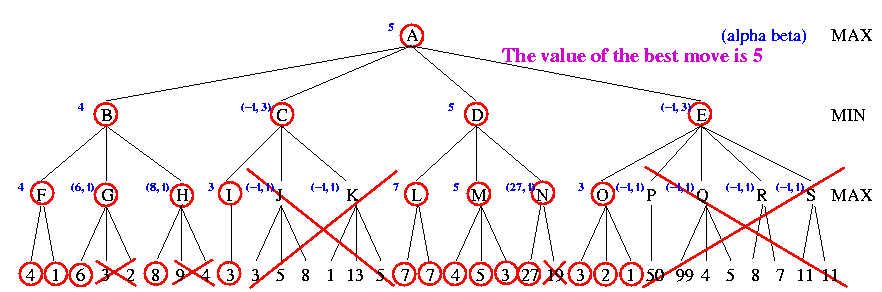 5 A (alpha beta) MAX
The value of the best move is 5
4 B (-1, 3) C 5 D (-1, 3) E MIN
4 F (6, 1) G (8, 1) H 3 I (-1, 1) J (-1, 1) K 7 L 5 M (27, 1) N 3 O (-1, 1) P (-1, 1) Q (-1, 1) R (-1, 1) S MAX
4 1 6 3 2 8 9 4 3 3 5 8 1 13 5 7 7 4 5 3 27 19 3 2 1 50 99 4 5 8 7 11 11